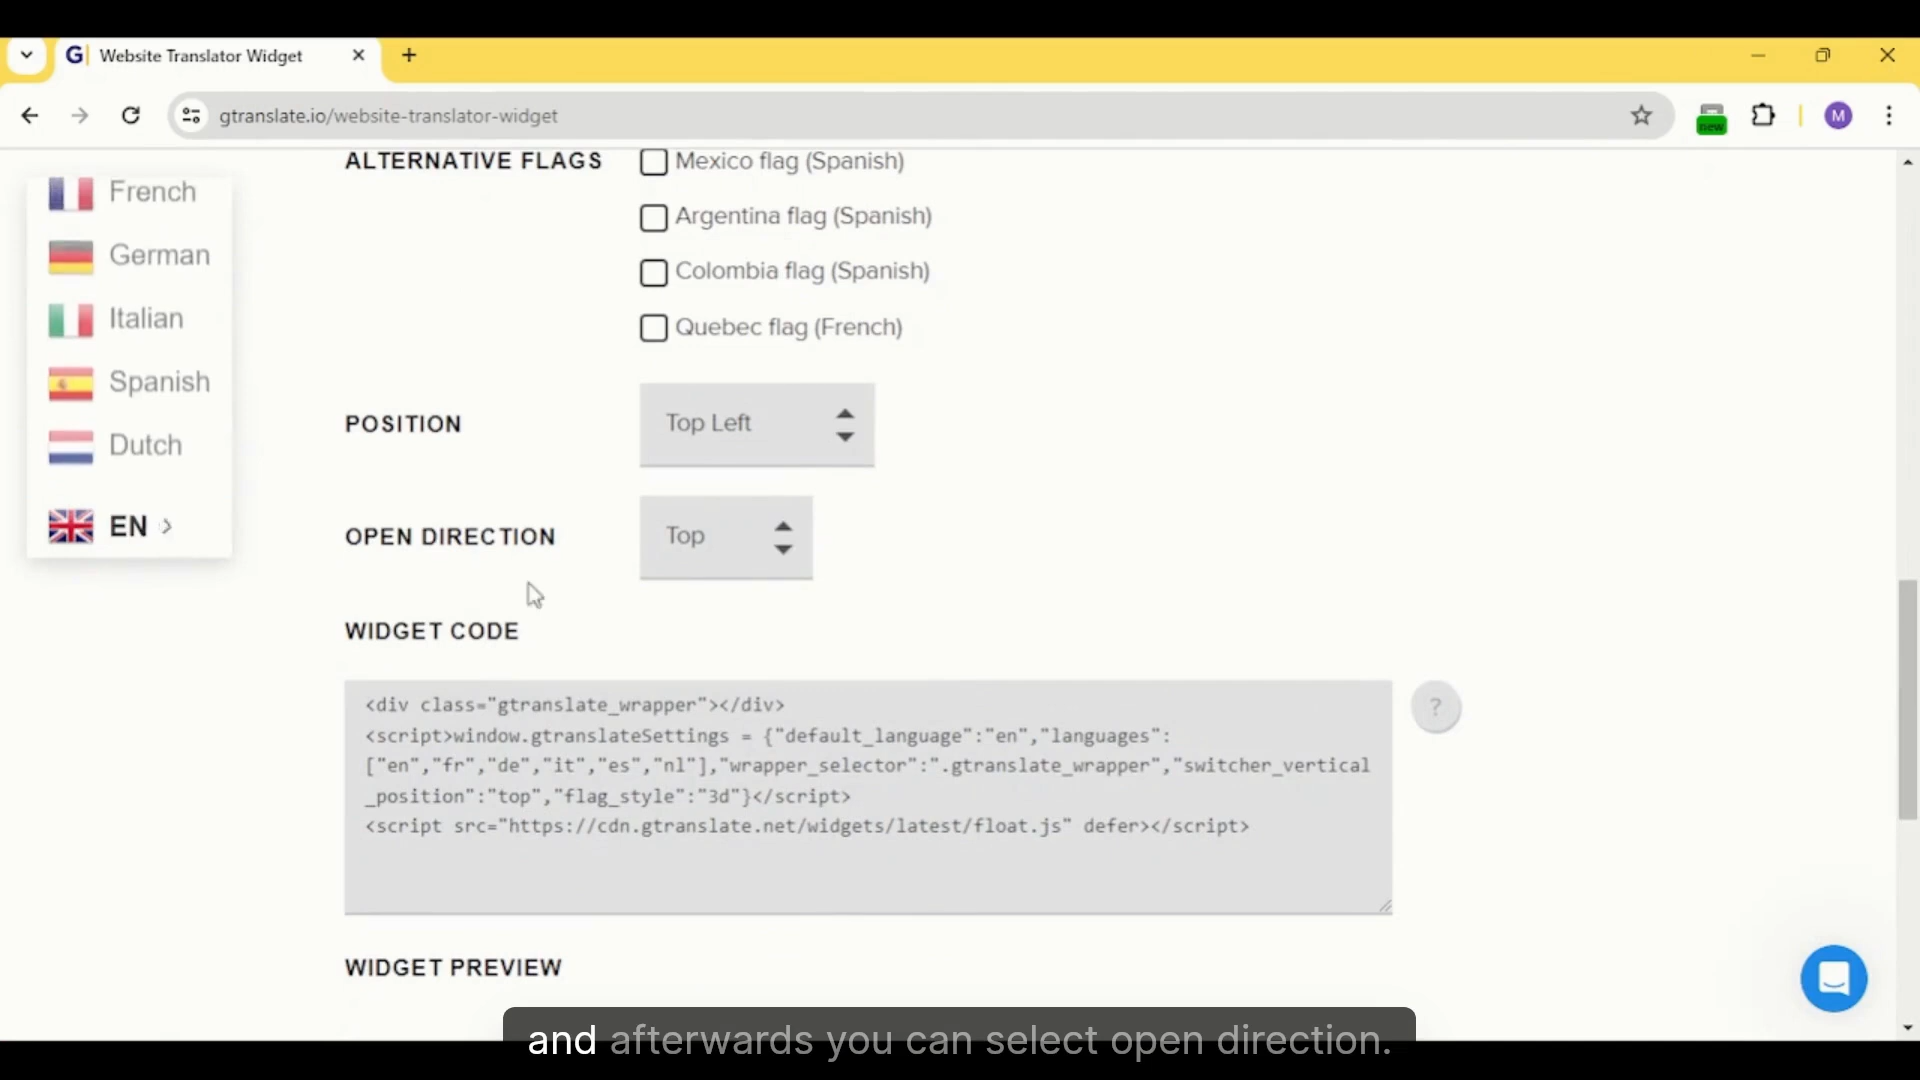 Website Translator Widget
gtranslate.io/website-translator-widget
new
M
French
German
Italian
Spanish
Dutch
EN
ALTERNATIVE FLAGS
Mexico flag (Spanish)
Argentina flag (Spanish)
Colombia flag (Spanish)
Quebec flag (French)
POSITION
Top Left
OPEN DIRECTION
Top
WIDGET CODE
<div class="gtranslate_wrapper"></div>
<script>window.gtranslateSettings = {"default_language":"en","languages":
["en","fr","de","it","es","nl"],"wrapper_selector":".gtranslate_wrapper","switcher_vertical
_position":"top","flag_style":"3d"}</script>
<script src="https://cdn.gtranslate.net/widgets/latest/float.js" defer></script>
?
WIDGET PREVIEW
and afterwards you can select open direction.